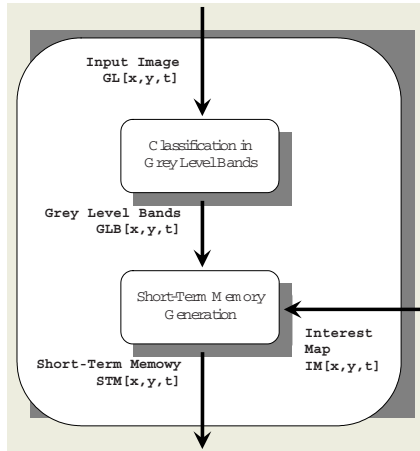 Input Image
GL[x,y,t]
Classification in
Grey Level Bands
Grey Level Bands
GLB[x,y,t]
Short-Term Memory
Generation
Interest
Map
IM[x,y,t]
Short-Term Memowy
STM[x,y,t]